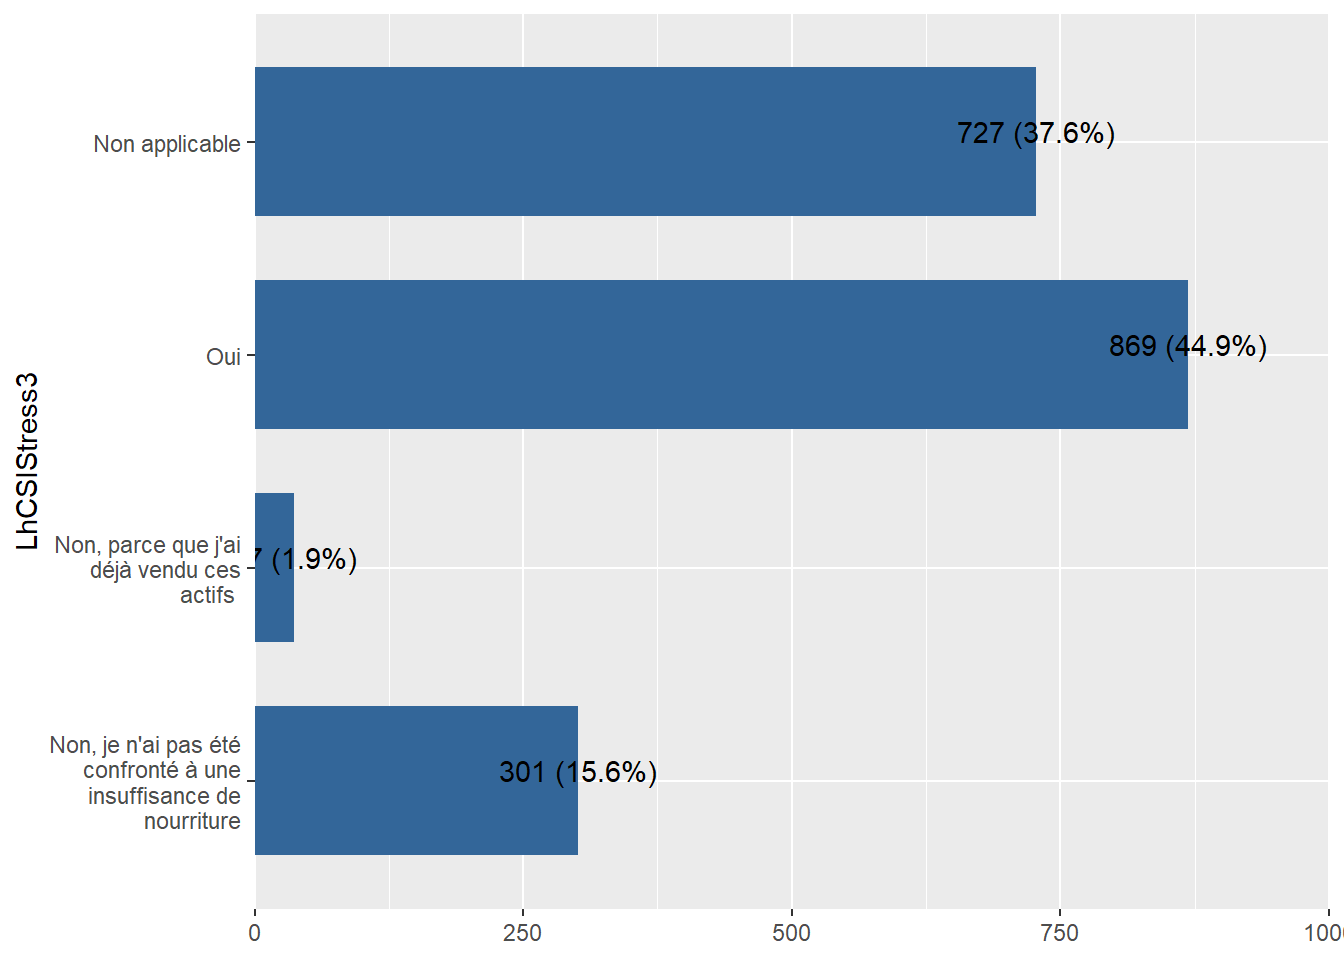 LhCSIStress3
Non applicable
727 (37.6%)
Oui
869 (44.9%)
Non, parce que j'ai
déjà vendu ces
actifs
7 (1.9%)
Non, je n'ai pas été
confronté à une
insuffisance de
nourriture
301 (15.6%)
0 250 500 750